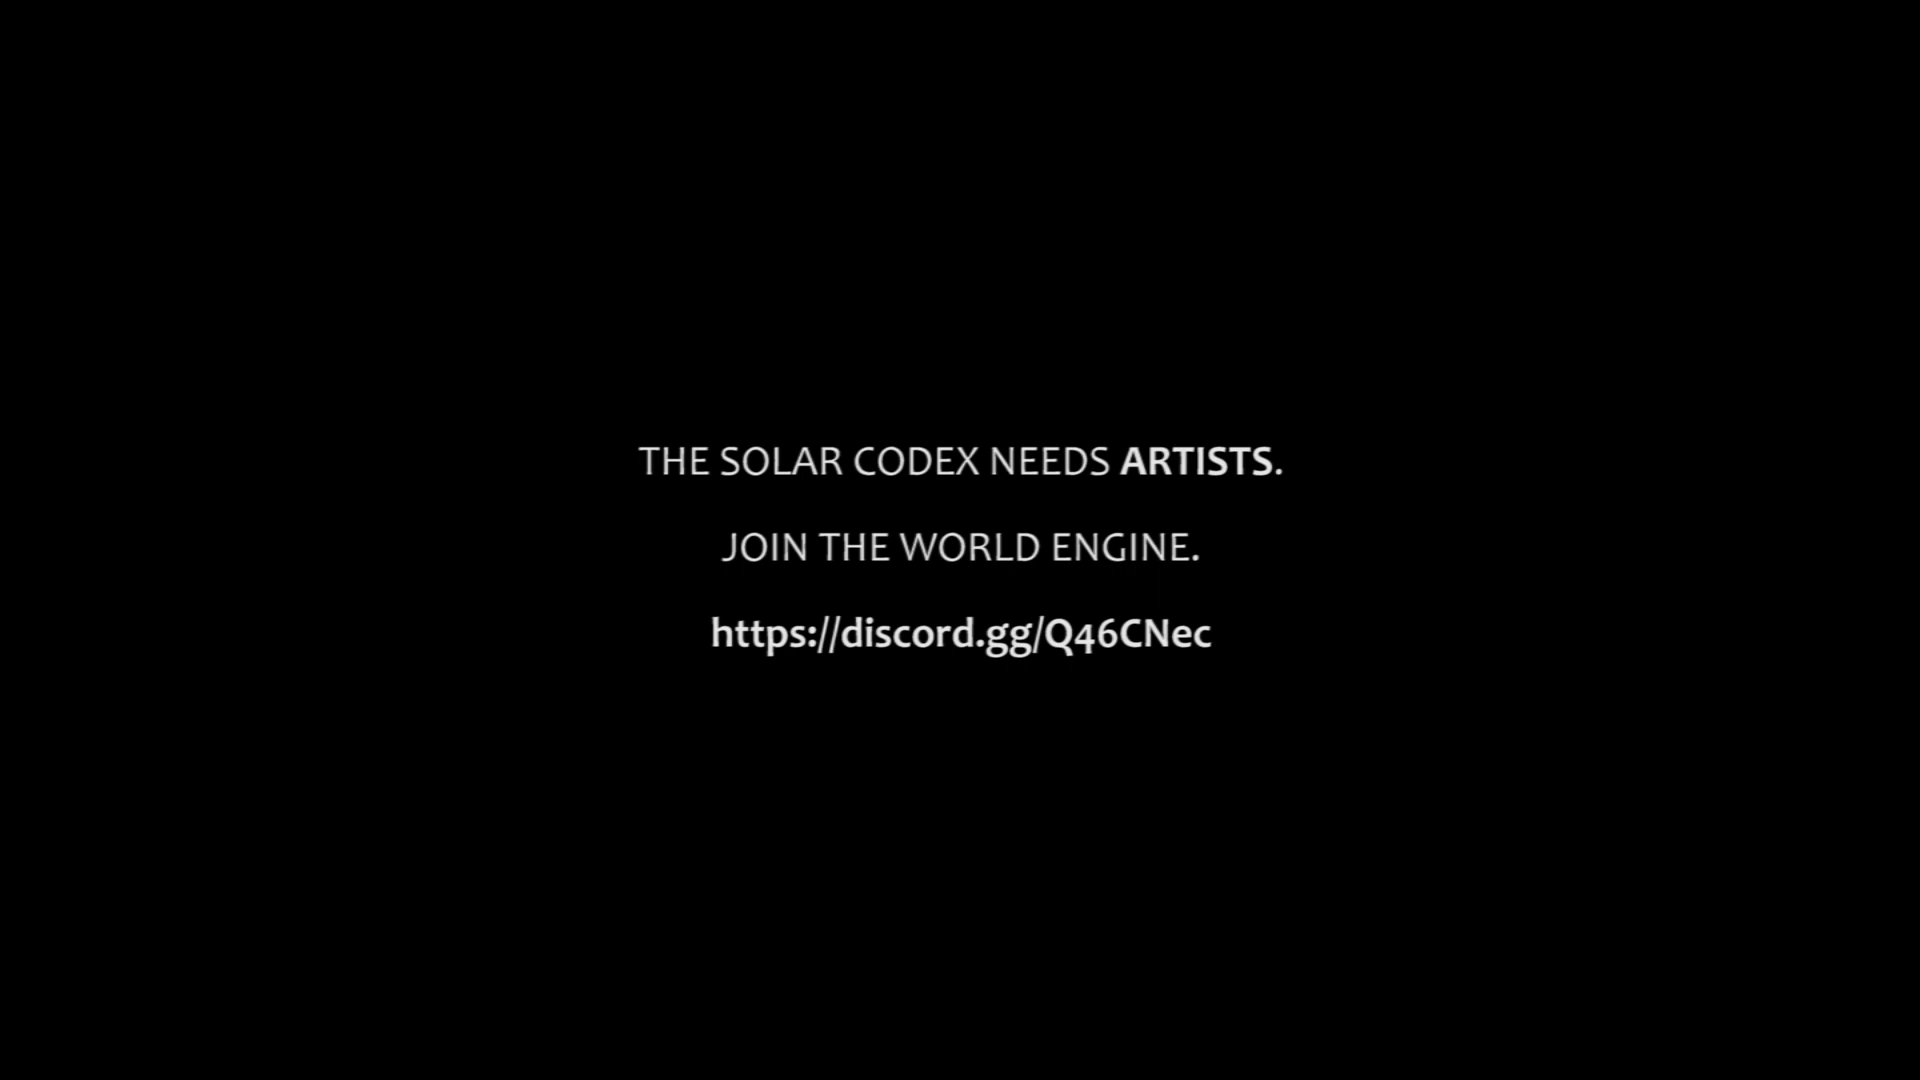 THE SOLAR CODEX NEEDS ARTISTS.
JOIN THE WORLD ENGINE.
https://discord.gg/Q46CNec